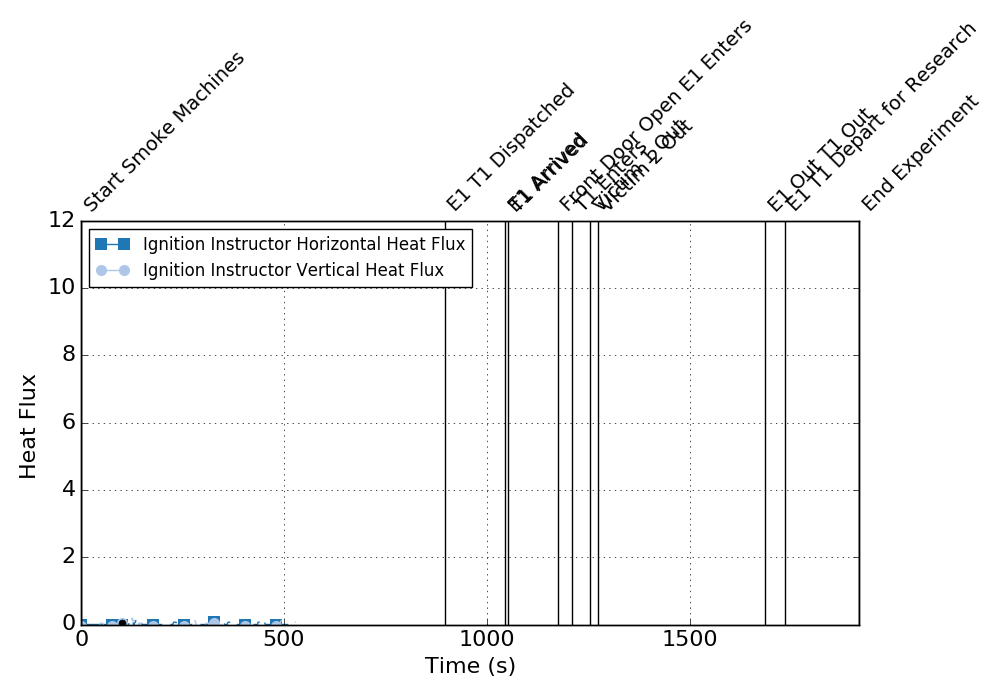 Start Smoke Machines
E1 T1 Dispatched
T1 Arrived
Front Door Open E1 Enters
T1 Enters
Victim 2 Out
E1 Out T1 Out
E1 T1 Depart for Research
End Experiment
Ignition Instructor Horizontal Heat Flux
Ignition Instructor Vertical Heat Flux
Heat Flux
12
10
8
6
4
2
0
0 500 1000 1500
Time (s)